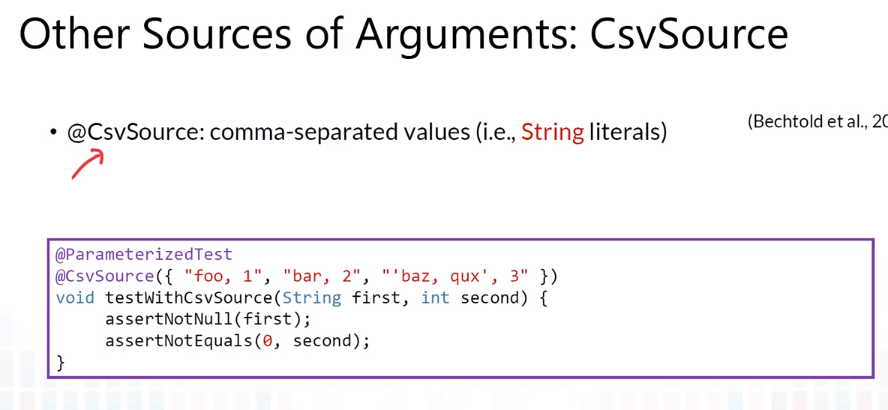 Other Sources of Arguments: CsvSource
• @CsvSource: comma-separated values (i.e., String literals)
(Bechtold et al., 20
@ParameterizedTest
@CsvSource({ "foo, 1", "bar, 2", "'baz, qux', 3" })
void testWithCsvSource(String first, int second) {
     assertNotNull(first);
     assertNotEquals(0, second);
}